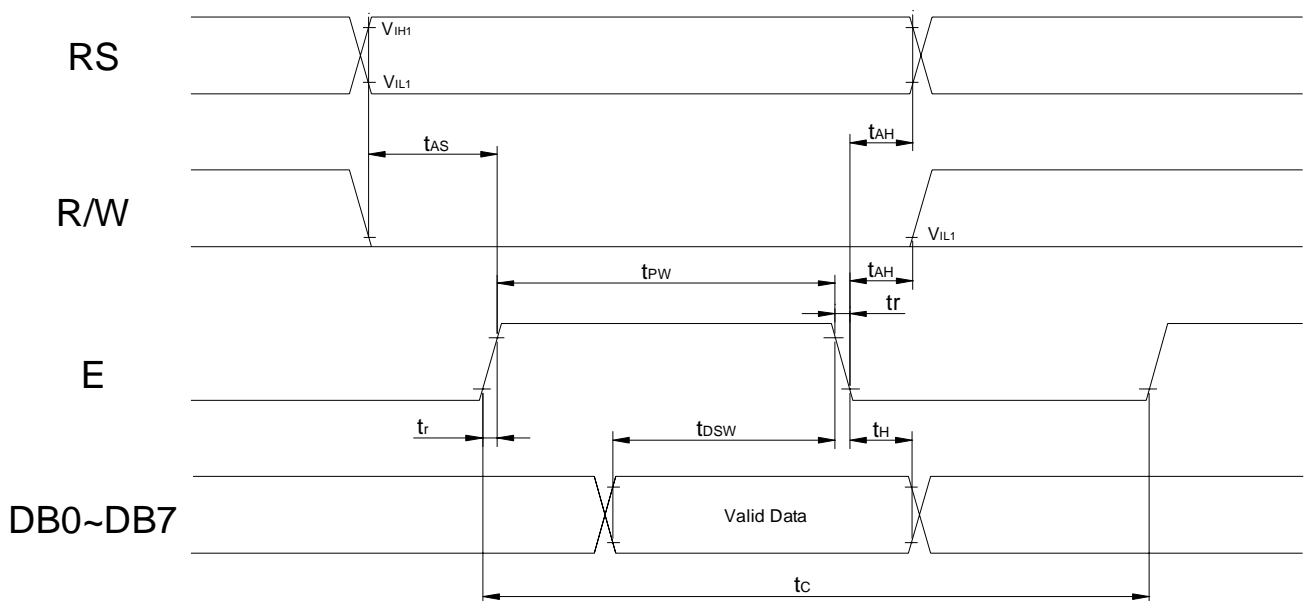 RS
VIH1
VIL1
tAS
tAH
R/W
VIL1
tPW
tAH
tr
E
tr
tDSW
tH
DB0~DB7
Valid Data
tC